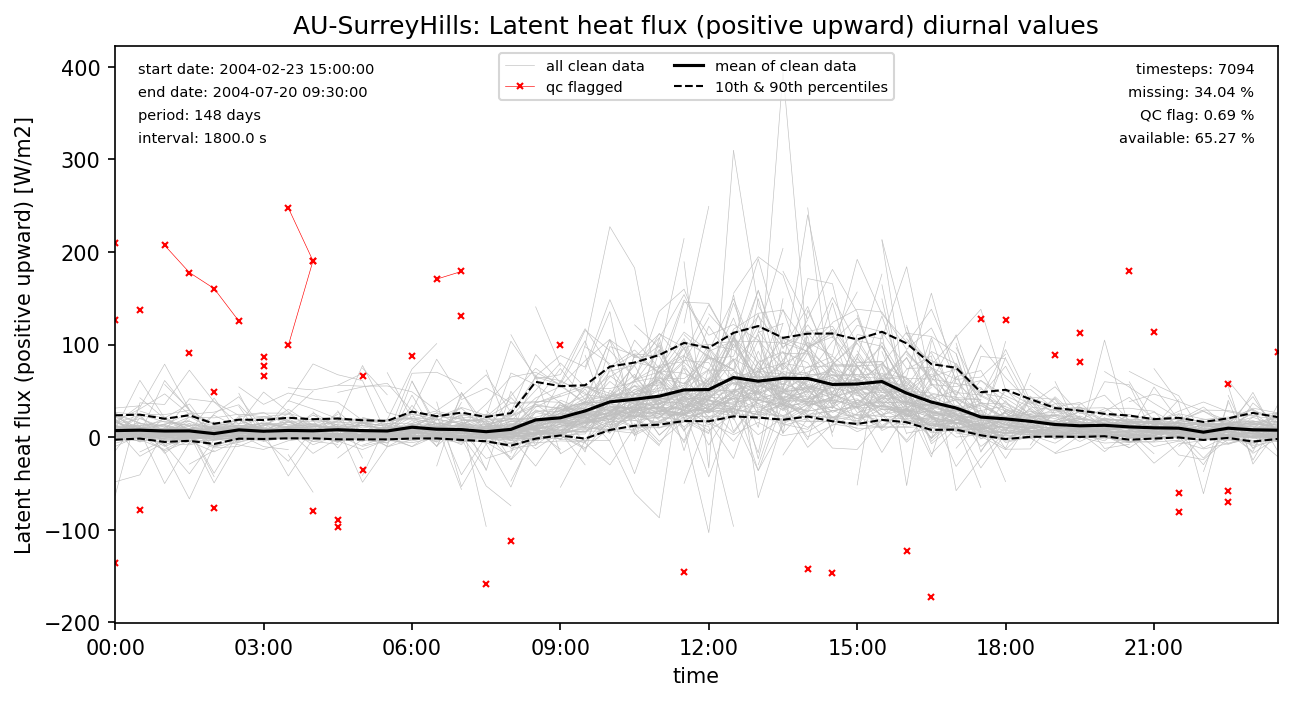 AU-SurreyHills: Latent heat flux (positive upward) diurnal values
start date: 2004-02-23 15:00:00
end date: 2004-07-20 09:30:00
period: 148 days
interval: 1800.0 s
all clean data
qc flagged
mean of clean data
10th & 90th percentiles
timesteps: 7094
missing: 34.04 %
QC flag: 0.69 %
available: 65.27 %
Latent heat flux (positive upward) [W/m2]
400
300
200
100
0
−100
−200
00:00 03:00 06:00 09:00 12:00 15:00 18:00 21:00
time